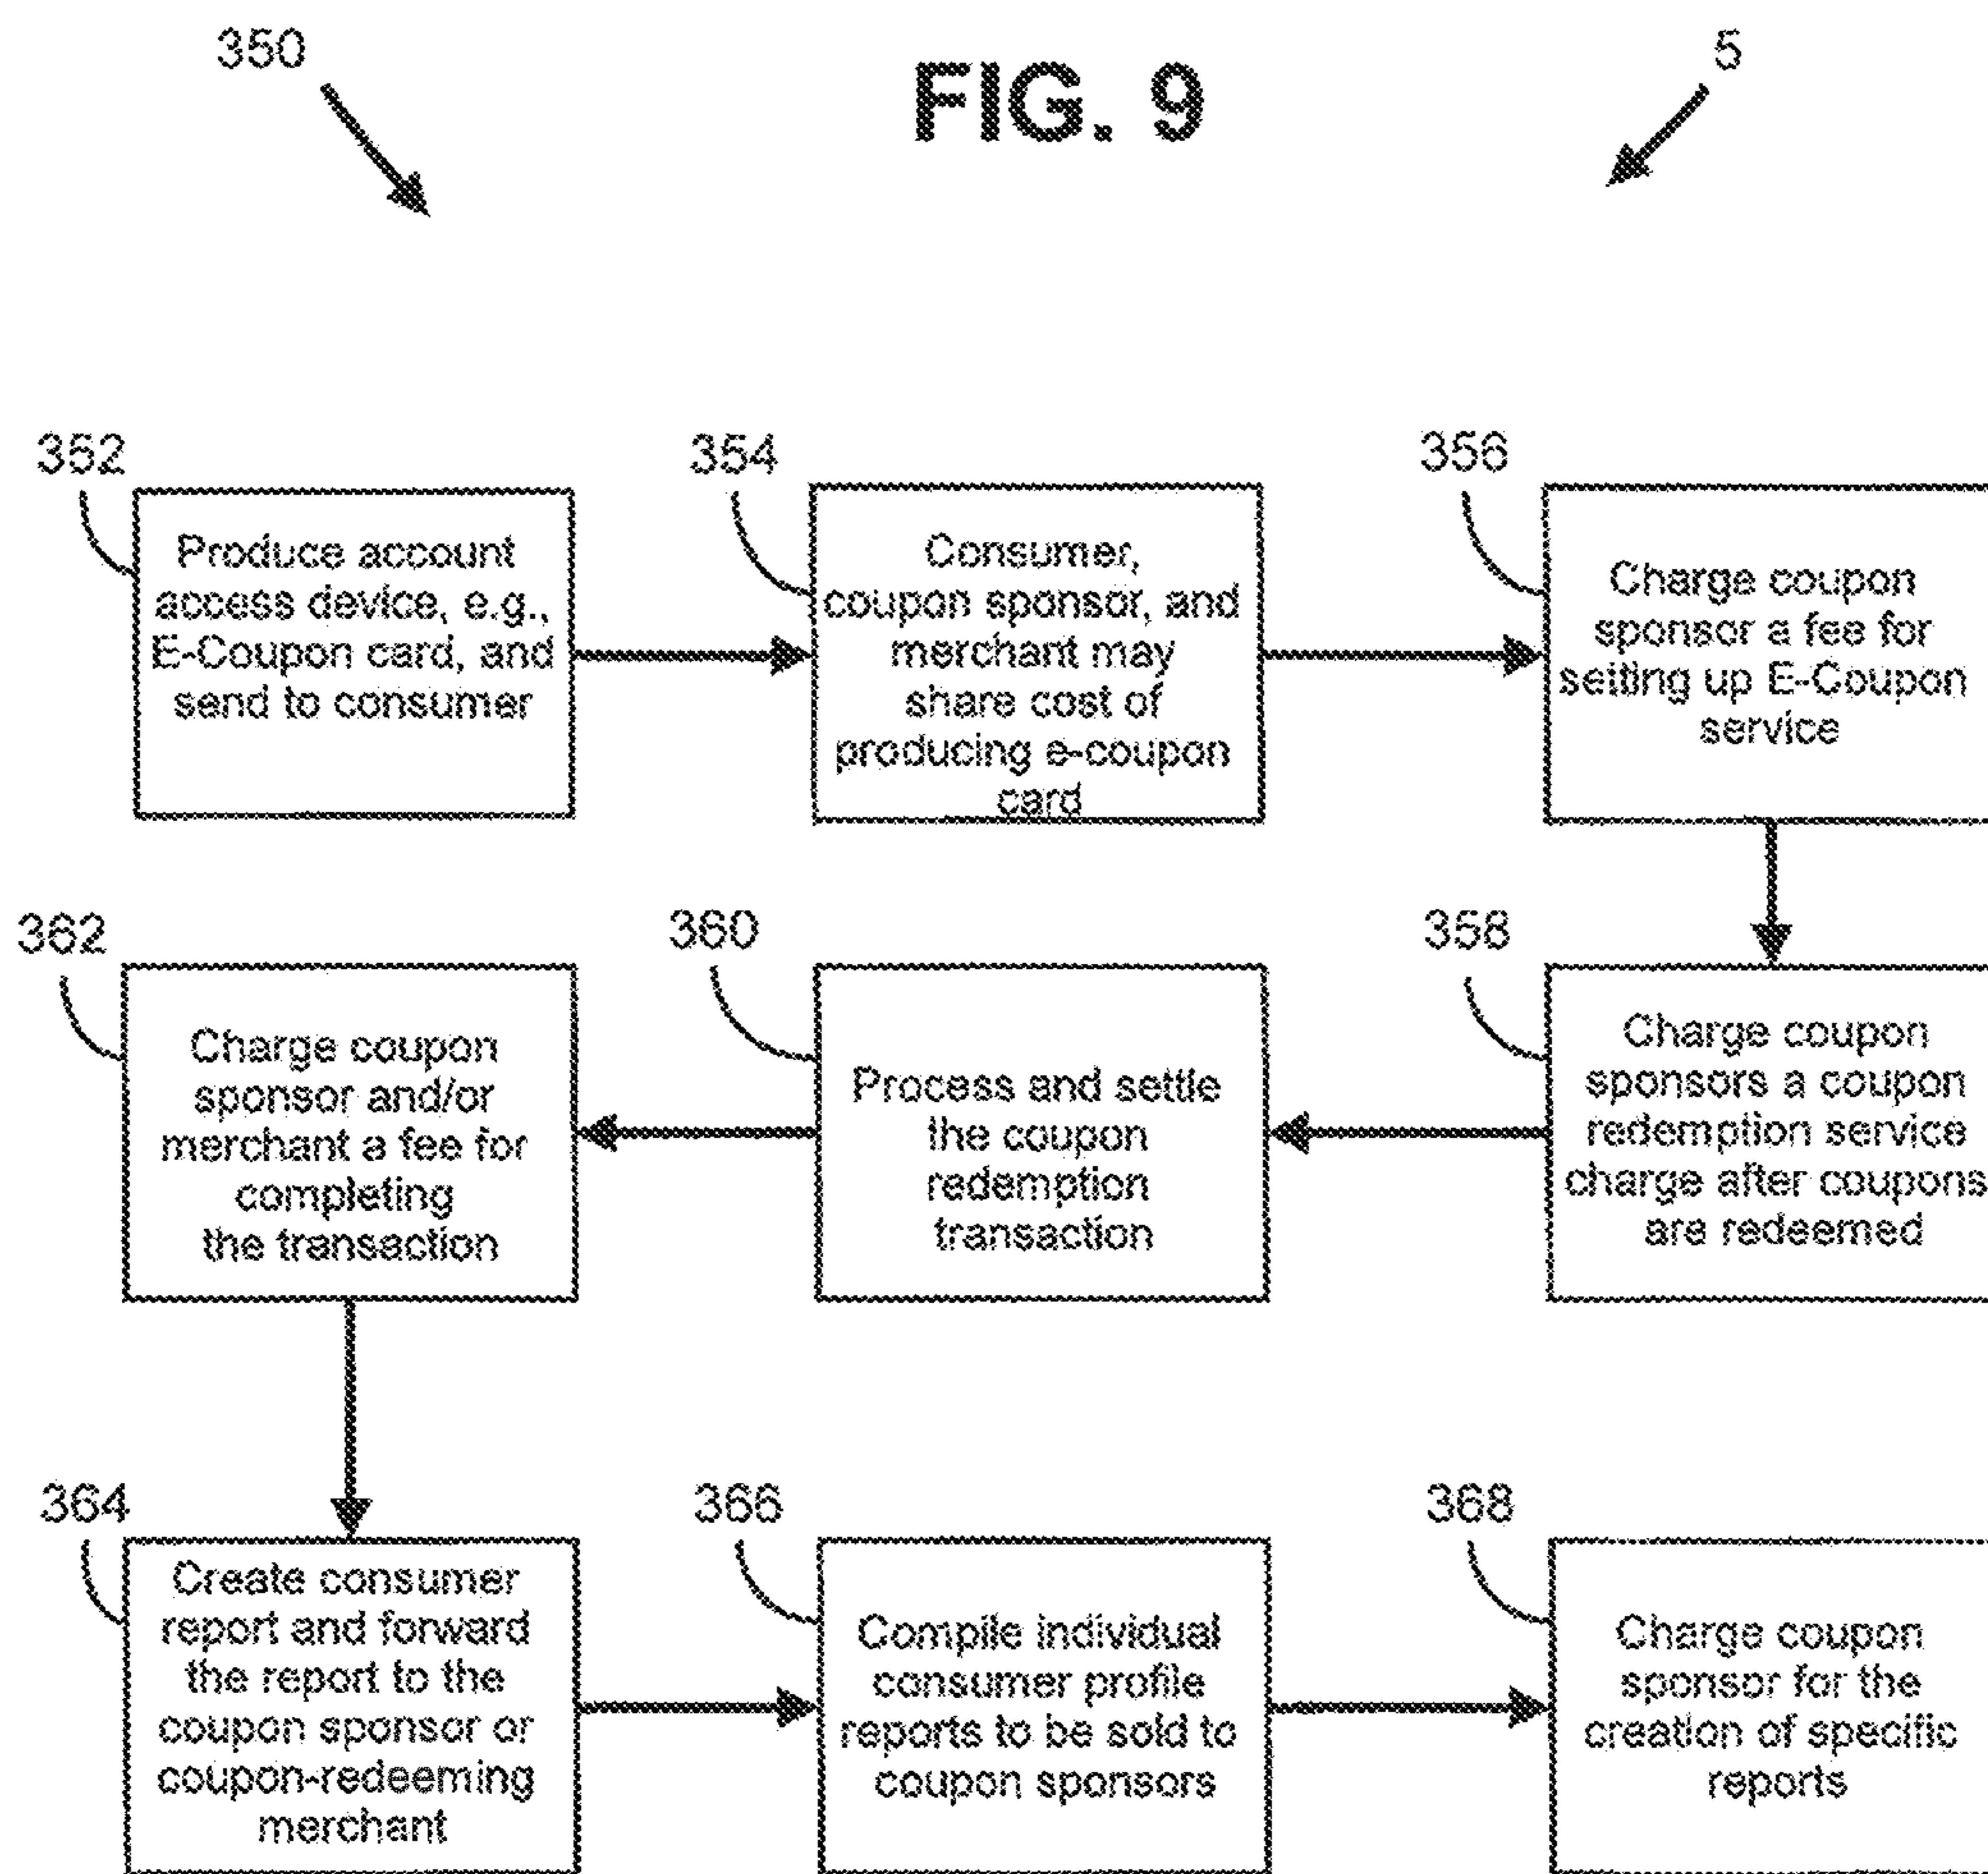 350
FIG. 9
5
352
Produce account
access device, e.g.,
E-Coupon card, and
send to consumer
354
Consumer,
coupon sponsor, and
merchant may
share cost of
producing e-coupon
card
356
Charge coupon
sponsor a fee for
setting up E-Coupon
service
358
Charge coupon
sponsors a coupon
redemption service
charge after coupons
are redeemed
360
Process and settle
the coupon
redemption
transaction
362
Charge coupon
sponsor and/or
merchant a fee for
completing
the transaction
364
Create consumer
report and forward
the report to the
coupon sponsor or
coupon-redeeming
merchant
366
Compile individual
consumer profile
reports to be sold to
coupon sponsors
368
Charge coupon
sponsor for the
creation of specific
reports